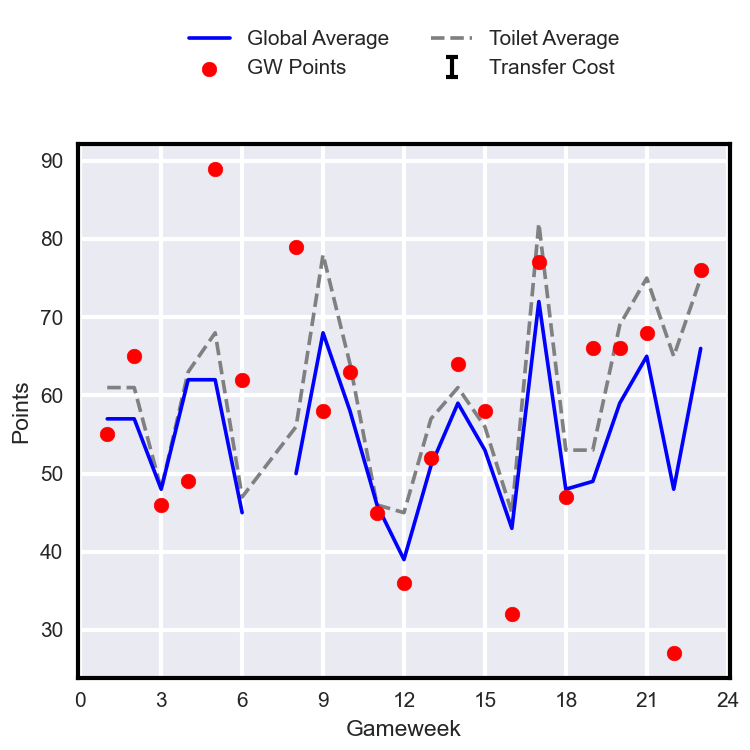 Global Average
Toilet Average
GW Points
Transfer Cost
90
80
70
60
50
40
30
Points
0 3 6 9 12 15 18 21 24
Gameweek